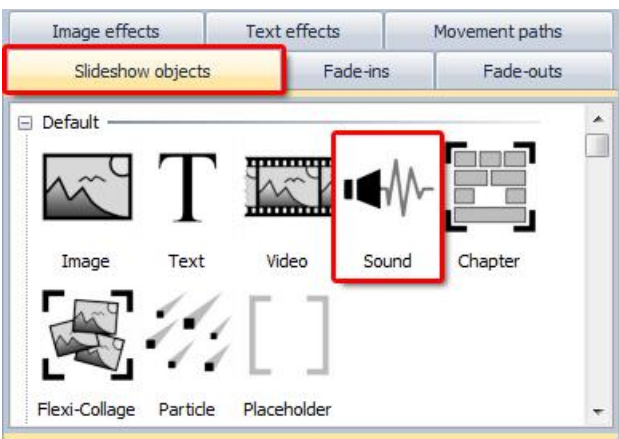 Image effects Text effects Movement paths
Slideshow objects Fade-ins Fade-outs
Default
Image Text Video Sound Chapter
Flexi-Collage Particle Placeholder